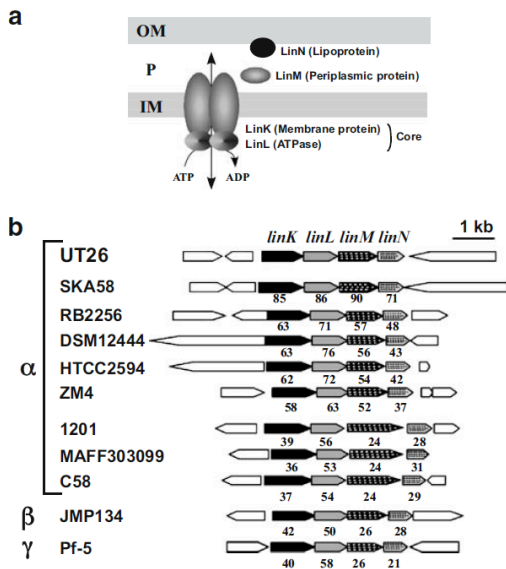 a
OM
LinN (Lipoprotein)
P
LinM (Periplasmic protein)
IM
LinK (Membrane protein)
LinL (ATPase)
Core
ATP ADP
b
linK linL linM linN 1 kb
UT26
SKA58
85 86 90 71
RB2256
63 71 57 48
DSM12444
63 76 56 43
HTCC2594
62 72 54 42
α
ZM4
58 63 52 37
1201
39 56 24 28
MAFF303099
36 53 24 31
C58
37 54 24 29
β JMP134
42 50 26 28
γ Pf-5
40 58 26 21